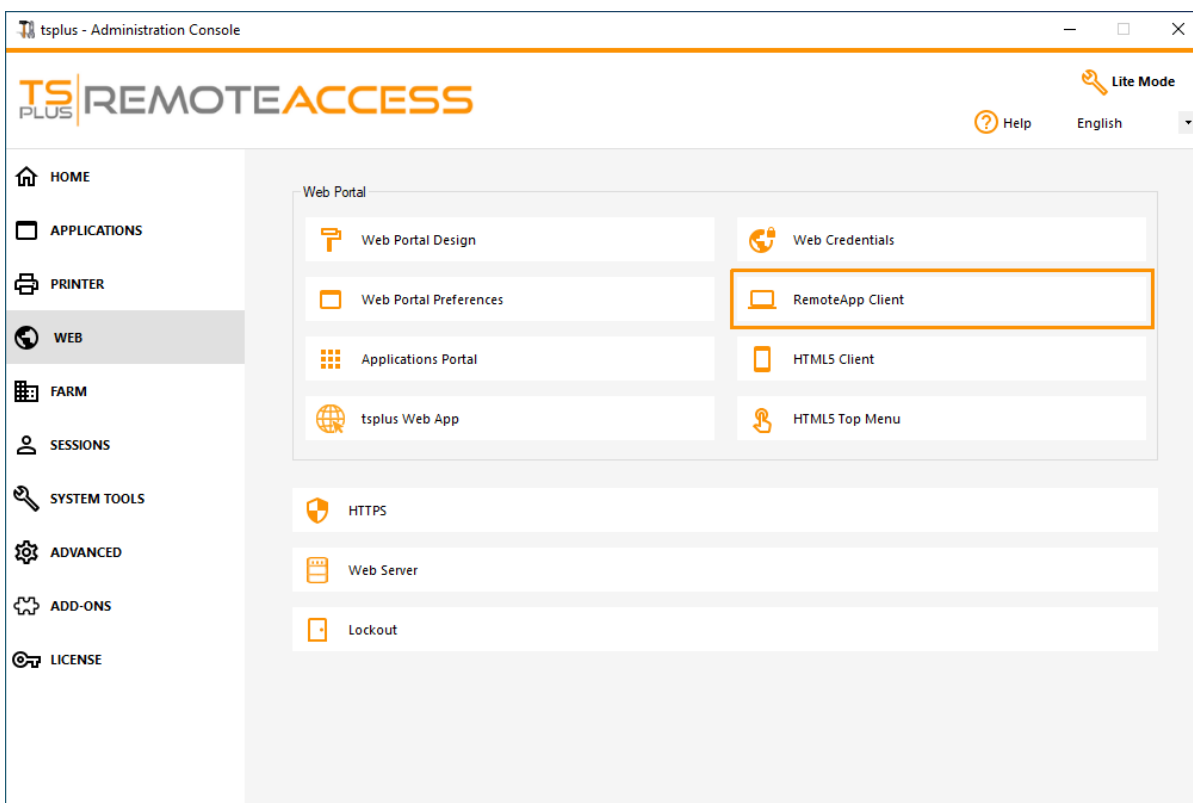 tsplus - Administration Console
TS PLUS REMOTEACCESS
Lite Mode
Help
English
HOME
APPLICATIONS
PRINTER
WEB
FARM
SESSIONS
SYSTEM TOOLS
ADVANCED
ADD-ONS
LICENSE
Web Portal
Web Portal Design
Web Credentials
Web Portal Preferences
RemoteApp Client
Applications Portal
HTML5 Client
tsplus Web App
HTML5 Top Menu
HTTPS
Web Server
Lockout